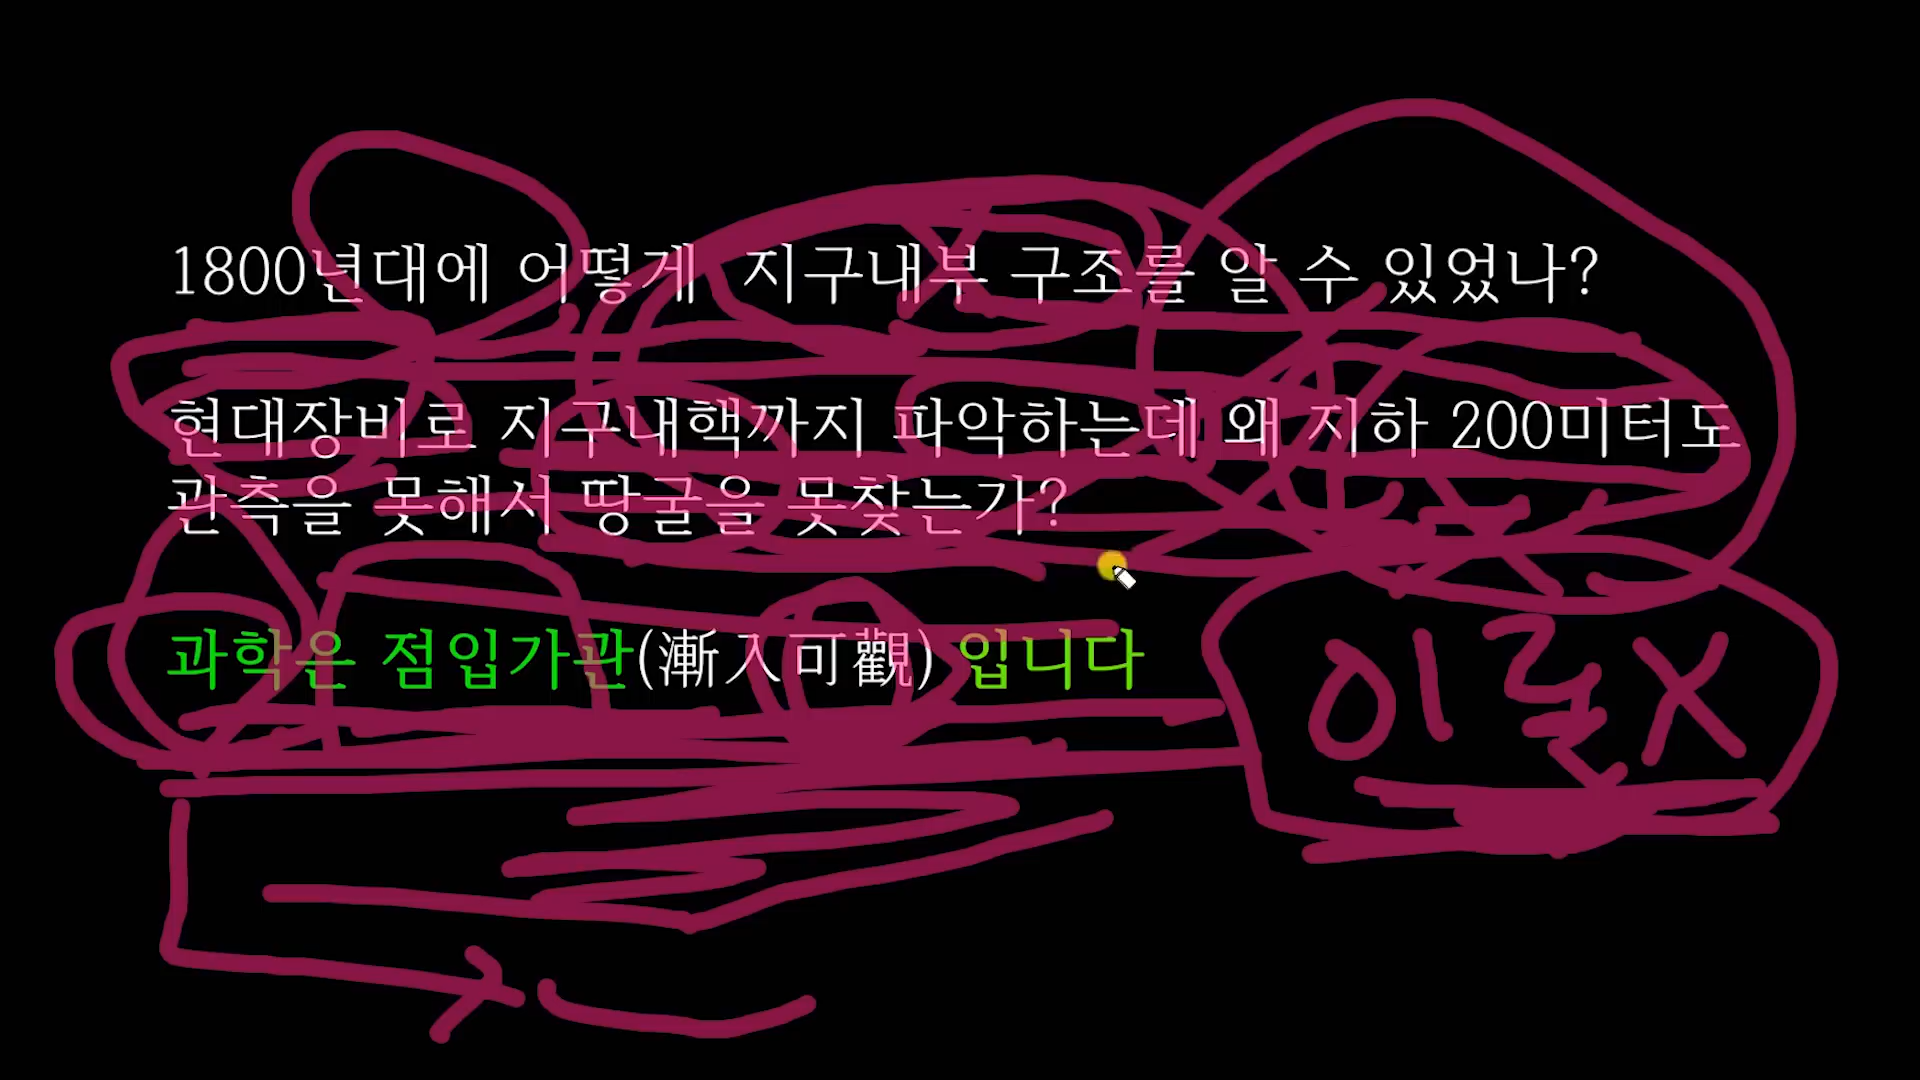 1800년대에 어떻게 지구내부 구조를 알 수 있었나?
현대장비로 지구내핵까지 파악하는데 왜 지하 200미터도
관측을 못해서 땅굴을 못찾는가?
과학은 점입가관(漸入可觀) 입니다
이론X